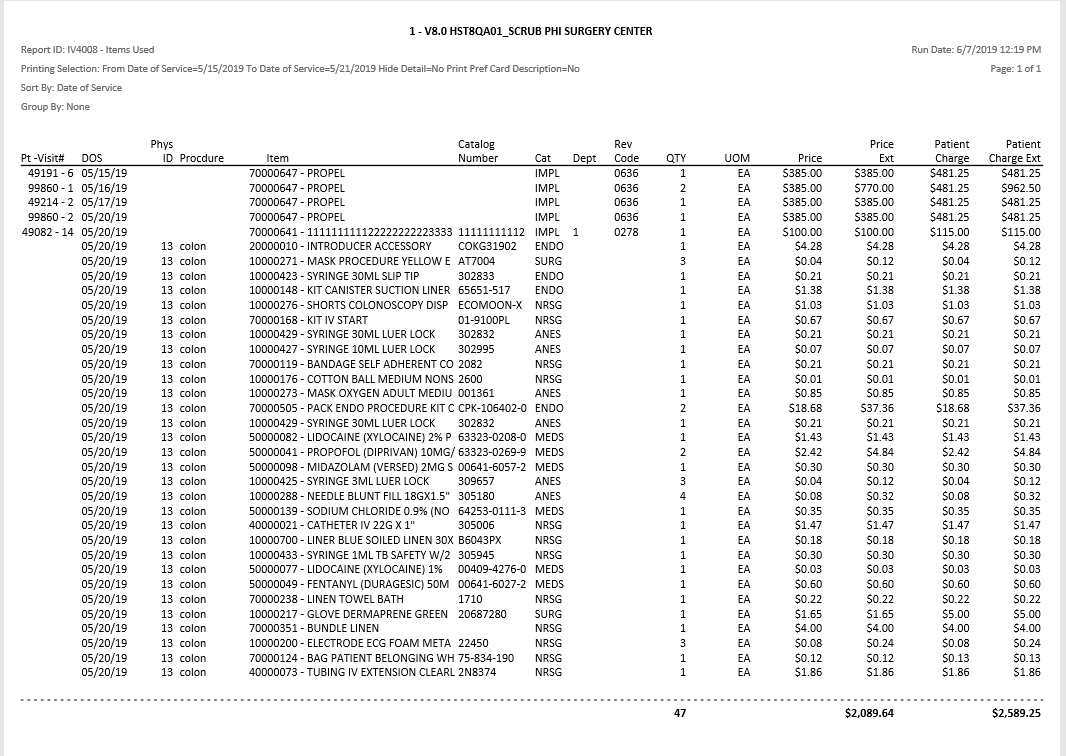 1 - V8.0 HST8QA01_SCRUB PHI SURGERY CENTER
Report ID: IV4008 - Items Used Run Date: 6/7/2019 12:19 PM
Printing Selection: From Date of Service=5/15/2019 To Date of Service=5/21/2019 Hide Detail=No Print Pref Card Description=No Page: 1 of 1
Sort By: Date of Service
Group By: None
Phys Catalog Rev Price Patient Patient
Pt -Visit# DOS ID Procdure Item Number Cat Dept Code QTY UOM Price Ext Charge Charge Ext
49191 - 6 05/15/19 70000647 - PROPEL IMPL 0636 1 EA $385.00 $385.00 $481.25 $481.25
99860 - 1 05/16/19 70000647 - PROPEL IMPL 0636 2 EA $385.00 $770.00 $481.25 $962.50
49214 - 2 05/17/19 70000647 - PROPEL IMPL 0636 1 EA $385.00 $385.00 $481.25 $481.25
99860 - 2 05/20/19 70000647 - PROPEL IMPL 0636 1 EA $385.00 $385.00 $481.25 $481.25
49082 - 14 05/20/19 70000641 - 1111111111222222222223333 11111111112 IMPL 1 0278 1 EA $100.00 $100.00 $115.00 $115.00
05/20/19 13 colon 20000010 - INTRODUCER ACCESSORY COKG31902 ENDO 1 EA $4.28 $4.28 $4.28 $4.28
05/20/19 13 colon 10000271 - MASK PROCEDURE YELLOW E AT7004 SURG 3 EA $0.04 $0.12 $0.04 $0.12
05/20/19 13 colon 10000423 - SYRINGE 30ML SLIP TIP 302833 ENDO 1 EA $0.21 $0.21 $0.21 $0.21
05/20/19 13 colon 10000148 - KIT CANISTER SUCTION LINER 65651-517 ENDO 1 EA $1.38 $1.38 $1.38 $1.38
05/20/19 13 colon 10000276 - SHORTS COLONOSCOPY DISP ECOMOON-X NRSG 1 EA $1.03 $1.03 $1.03 $1.03
05/20/19 13 colon 70000168 - KIT IV START 01-9100PL NRSG 1 EA $0.67 $0.67 $0.67 $0.67
05/20/19 13 colon 10000429 - SYRINGE 30ML LUER LOCK 302832 ANES 1 EA $0.21 $0.21 $0.21 $0.21
05/20/19 13 colon 10000427 - SYRINGE 10ML LUER LOCK 302995 ANES 1 EA $0.07 $0.07 $0.07 $0.07
05/20/19 13 colon 70000119 - BANDAGE SELF ADHERENT CO 2082 NRSG 1 EA $0.21 $0.21 $0.21 $0.21
05/20/19 13 colon 10000176 - COTTON BALL MEDIUM NONS 2600 NRSG 1 EA $0.01 $0.01 $0.01 $0.01
05/20/19 13 colon 10000273 - MASK OXYGEN ADULT MEDIU 001361 ANES 1 EA $0.85 $0.85 $0.85 $0.85
05/20/19 13 colon 70000505 - PACK ENDO PROCEDURE KIT C CPK-106402-0 ENDO 2 EA $18.68 $37.36 $18.68 $37.36
05/20/19 13 colon 10000429 - SYRINGE 30ML LUER LOCK 302832 ANES 1 EA $0.21 $0.21 $0.21 $0.21
05/20/19 13 colon 50000082 - LIDOCAINE (XYLOCAINE) 2% P 63323-0208-0 MEDS 1 EA $1.43 $1.43 $1.43 $1.43
05/20/19 13 colon 50000041 - PROPOFOL (DIPRIVAN) 10MG/ 63323-0269-9 MEDS 2 EA $2.42 $4.84 $2.42 $4.84
05/20/19 13 colon 50000098 - MIDAZOLAM (VERSED) 2MG S 00641-6057-2 MEDS 1 EA $0.30 $0.30 $0.30 $0.30
05/20/19 13 colon 10000425 - SYRINGE 3ML LUER LOCK 309657 ANES 3 EA $0.04 $0.12 $0.04 $0.12
05/20/19 13 colon 10000288 - NEEDLE BLUNT FILL 18GX1.5" 305180 ANES 4 EA $0.08 $0.32 $0.08 $0.32
05/20/19 13 colon 50000139 - SODIUM CHLORIDE 0.9% (NO 64253-0111-3 MEDS 1 EA $0.35 $0.35 $0.35 $0.35
05/20/19 13 colon 40000021 - CATHETER IV 22G X 1" 305006 NRSG 1 EA $1.47 $1.47 $1.47 $1.47
05/20/19 13 colon 10000700 - LINER BLUE SOILED LINEN 30X B6043PX NRSG 1 EA $0.18 $0.18 $0.18 $0.18
05/20/19 13 colon 10000433 - SYRINGE 1ML TB SAFETY W/2 305945 NRSG 1 EA $0.30 $0.30 $0.30 $0.30
05/20/19 13 colon 50000077 - LIDOCAINE (XYLOCAINE) 1% 00409-4276-0 MEDS 1 EA $0.03 $0.03 $0.03 $0.03
05/20/19 13 colon 50000049 - FENTANYL (DURAGESIC) 50M 00641-6027-2 MEDS 1 EA $0.60 $0.60 $0.60 $0.60
05/20/19 13 colon 70000238 - LINEN TOWEL BATH 1710 NRSG 1 EA $0.22 $0.22 $0.22 $0.22
05/20/19 13 colon 10000217 - GLOVE DERMAPRENE GREEN 20687280 SURG 1 EA $1.65 $1.65 $5.00 $5.00
05/20/19 13 colon 70000351 - BUNDLE LINEN NRSG 1 EA $4.00 $4.00 $4.00 $4.00
05/20/19 13 colon 10000200 - ELECTRODE ECG FOAM META 22450 NRSG 3 EA $0.08 $0.24 $0.08 $0.24
05/20/19 13 colon 70000124 - BAG PATIENT BELONGING WH 75-834-190 NRSG 1 EA $0.12 $0.12 $0.13 $0.13
05/20/19 13 colon 40000073 - TUBING IV EXTENSION CLEARL 2N8374 NRSG 1 EA $1.86 $1.86 $1.86 $1.86
47 $2,089.64 $2,589.25